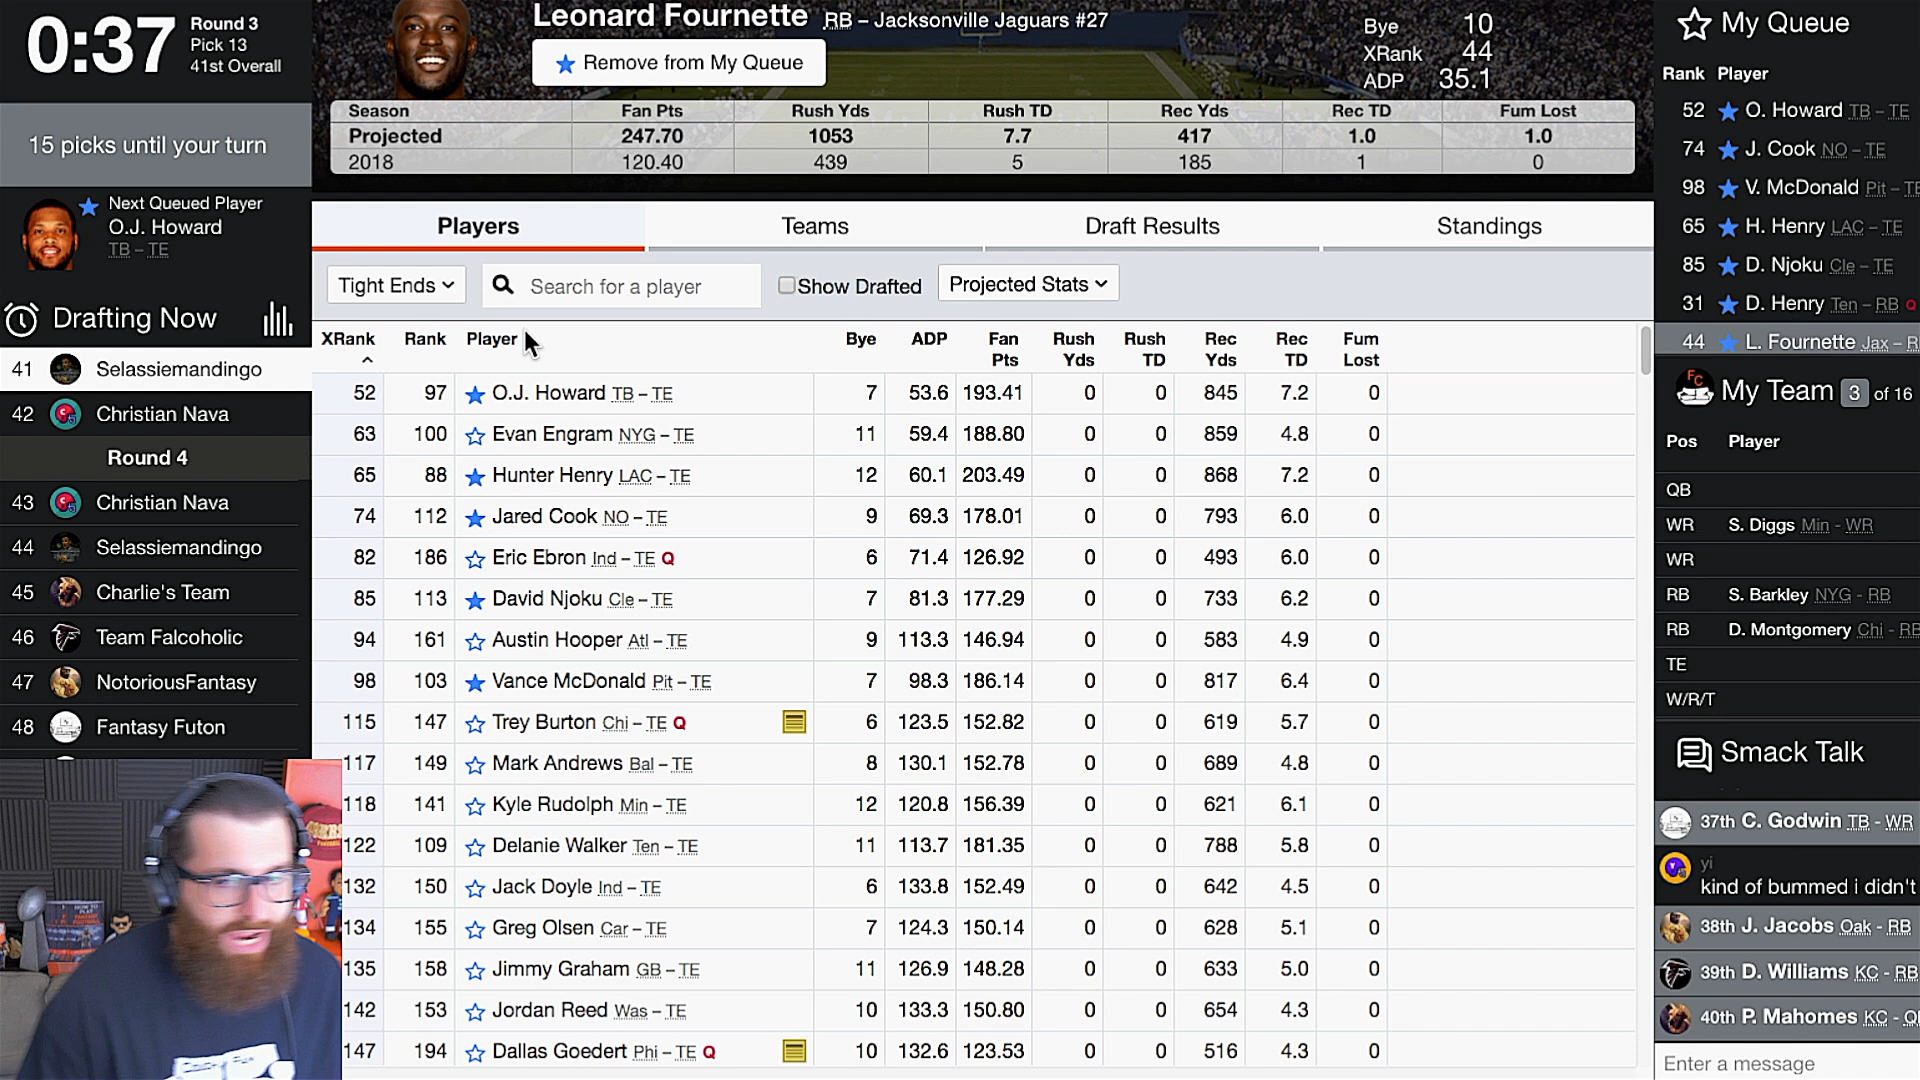 0:37
Round 3
Pick 13
41st Overall
15 picks until your turn
Next Queued Player
O.J. Howard
TB – TE
Drafting Now
41 Selassiemandingo
42 Christian Nava
Round 4
43 Christian Nava
44 Selassiemandingo
45 Charlie's Team
46 Team Falcoholic
47 NotoriousFantasy
48 Fantasy Futon
Leonard Fournette RB – Jacksonville Jaguars #27
Remove from My Queue
Bye 10
XRank 44
ADP 35.1
Season Fan Pts Rush Yds Rush TD Rec Yds Rec TD Fum Lost
Projected 247.70 1053 7.7 417 1.0 1.0
2018 120.40 439 5 185 1 0
Players Teams Draft Results Standings
Tight Ends Search for a player Show Drafted Projected Stats
XRank Rank Player Bye ADP Fan Pts Rush Yds Rush TD Rec Yds Rec TD Fum Lost
52 97 O.J. Howard TB – TE 7 53.6 193.41 0 0 845 7.2 0
63 100 Evan Engram NYG – TE 11 59.4 188.80 0 0 859 4.8 0
65 88 Hunter Henry LAC – TE 12 60.1 203.49 0 0 868 7.2 0
74 112 Jared Cook NO – TE 9 69.3 178.01 0 0 793 6.0 0
82 186 Eric Ebron Ind – TE Q 6 71.4 126.92 0 0 493 6.0 0
85 113 David Njoku Cle – TE 7 81.3 177.29 0 0 733 6.2 0
94 161 Austin Hooper Atl – TE 9 113.3 146.94 0 0 583 4.9 0
98 103 Vance McDonald Pit – TE 7 98.3 186.14 0 0 817 6.4 0
115 147 Trey Burton Chi – TE Q 6 123.5 152.82 0 0 619 5.7 0
117 149 Mark Andrews Bal – TE 8 130.1 152.78 0 0 689 4.8 0
118 141 Kyle Rudolph Min – TE 12 120.8 156.39 0 0 621 6.1 0
122 109 Delanie Walker Ten – TE 11 113.7 181.35 0 0 788 5.8 0
132 150 Jack Doyle Ind – TE 6 133.8 152.49 0 0 642 4.5 0
134 155 Greg Olsen Car – TE 7 124.3 150.14 0 0 628 5.1 0
135 158 Jimmy Graham GB – TE 11 126.9 148.28 0 0 633 5.0 0
142 153 Jordan Reed Was – TE 10 133.3 150.80 0 0 654 4.3 0
147 194 Dallas Goedert Phi – TE Q 10 132.6 123.53 0 0 516 4.3 0
My Queue
Rank Player
52 O. Howard TB – TE
74 J. Cook NO – TE
98 V. McDonald Pit – TE
65 H. Henry LAC – TE
85 D. Njoku Cle – TE
31 D. Henry Ten – RB Q
44 L. Fournette Jax – R
FC
My Team 3 of 16
Pos Player
QB
WR S. Diggs Min - WR
WR
RB S. Barkley NYG - RB
RB D. Montgomery Chi - RB
TE
W/R/T
Smack Talk
37th C. Godwin TB - WR
yi
kind of bummed i didn't
38th J. Jacobs Oak - RB
39th D. Williams KC - RB
40th P. Mahomes KC - Q
Enter a message